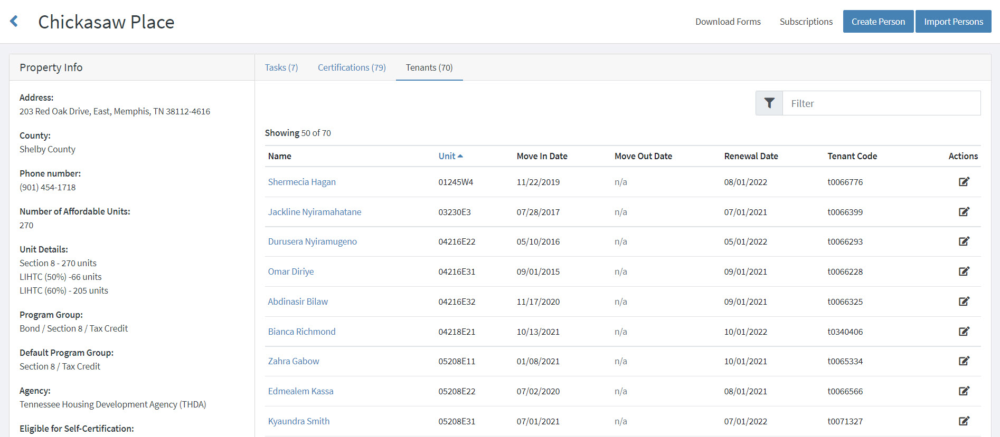 Chickasaw Place
Download Forms Subscriptions Create Person Import Persons
Property Info
Address:
203 Red Oak Drive, East, Memphis, TN 38112-4616
County:
Shelby County
Phone number:
(901) 454-1718
Number of Affordable Units:
270
Unit Details:
Section 8 - 270 units
LIHTC (50%) -66 units
LIHTC (60%) - 205 units
Program Group:
Bond / Section 8 / Tax Credit
Default Program Group:
Section 8 / Tax Credit
Agency:
Tennessee Housing Development Agency (THDA)
Eligible for Self-Certification:
Tasks (7) Certifications (79) Tenants (70)
Filter
Showing 50 of 70
Name Unit Move In Date Move Out Date Renewal Date Tenant Code Actions
Shermecia Hagan 01245W4 11/22/2019 n/a 08/01/2022 t0066776
Jackline Nyiramahatane 03230E3 07/28/2017 n/a 07/01/2021 t0066399
Durusera Nyiramugeno 04216E22 05/10/2016 n/a 05/01/2022 t0066293
Omar Diriye 04216E31 09/01/2015 n/a 09/01/2021 t0066228
Abdinasir Bilaw 04216E32 11/17/2020 n/a 09/01/2021 t0066325
Bianca Richmond 04218E21 10/13/2021 n/a 10/01/2022 t0340406
Zahra Gabow 05208E11 01/08/2021 n/a 10/01/2021 t0065334
Edmealem Kassa 05208E22 07/02/2020 n/a 08/01/2021 t0066566
Kyaundra Smith 05208E31 07/01/2021 n/a 07/01/2022 t0071327